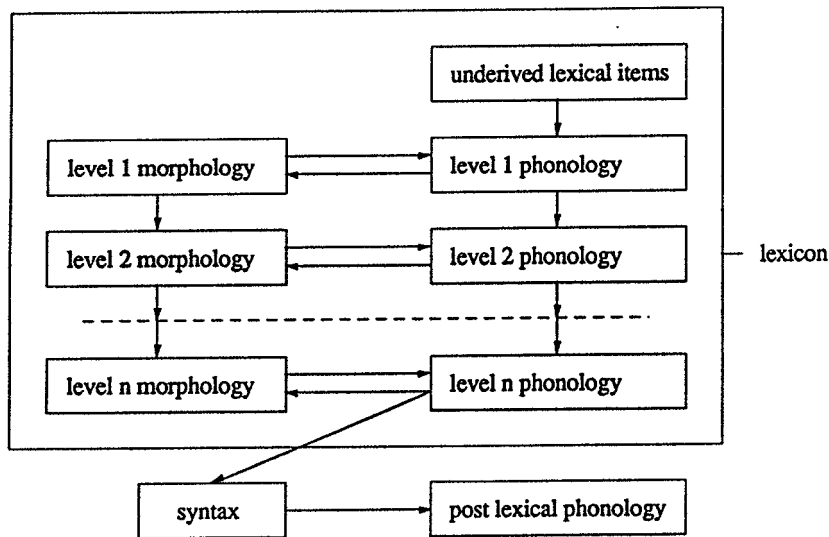 underived lexical items
level 1 morphology
level 1 phonology
level 2 morphology
level 2 phonology
lexicon
level n morphology
level n phonology
syntax
post lexical phonology